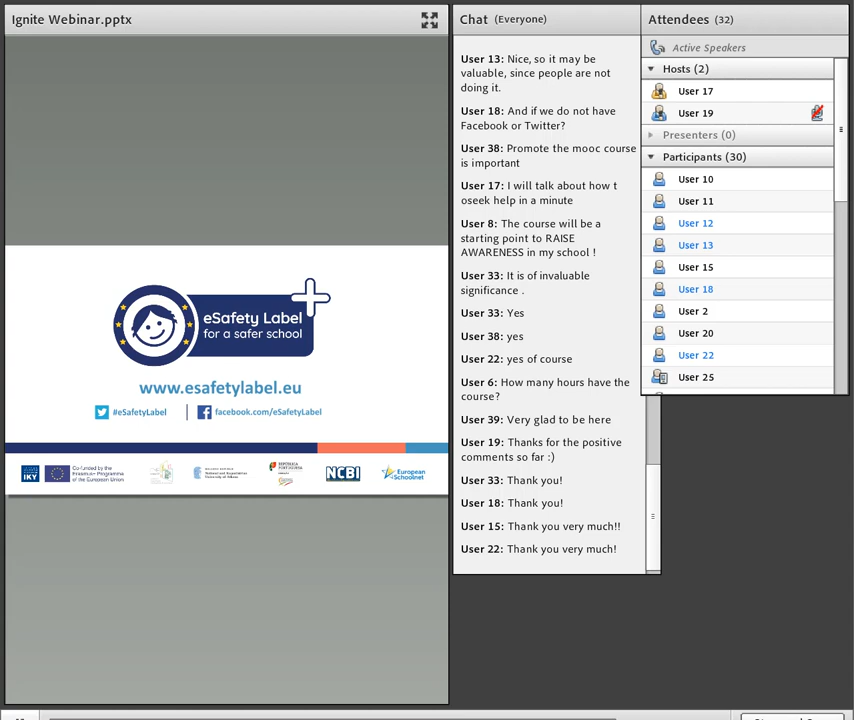 Ignite Webinar.pptx
eSafety Label
for a safer school
www.esafetylabel.eu
#eSafetyLabel
facebook.com/eSafetyLabel
IKY
Co-funded by the
Erasmus+ Programme
of the European Union
REPÚBLICA
PORTUGUESA
NCBI
European
Schoolnet
Chat (Everyone)
User 13: Nice, so it may be
valuable, since people are not
doing it.
User 18: And if we do not have
Facebook or Twitter?
User 38: Promote the mooc course
is important
User 17: I will talk about how t
oseek help in a minute
User 8: The course will be a
starting point to RAISE
AWARENESS in my school !
User 33: It is of invaluable
significance .
User 33: Yes
User 38: yes
User 22: yes of course
User 6: How many hours have the
course?
User 39: Very glad to be here
User 19: Thanks for the positive
comments so far :)
User 33: Thank you!
User 18: Thank you!
User 15: Thank you very much!!
User 22: Thank you very much!
Attendees (32)
Active Speakers
Hosts (2)
User 17
User 19
Presenters (0)
Participants (30)
User 10
User 11
User 12
User 13
User 15
User 18
User 2
User 20
User 22
User 25